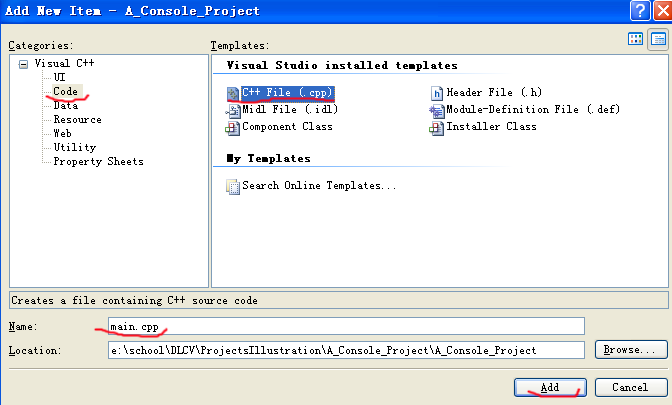 Add New Item - A_Console_Project
Categories:
Templates:
Visual C++
UI
Code
Data
Resource
Web
Utility
Property Sheets
Visual Studio installed templates
C++ File (.cpp)
Header File (.h)
Midl File (.idl)
Module-Definition File (.def)
Component Class
Installer Class
My Templates
Search Online Templates...
Creates a file containing C++ source code
Name:
main.cpp
Location:
e:\school\DLCV\ProjectsIllustration\A_Console_Project\A_Console_Project
Browse...
Add
Cancel